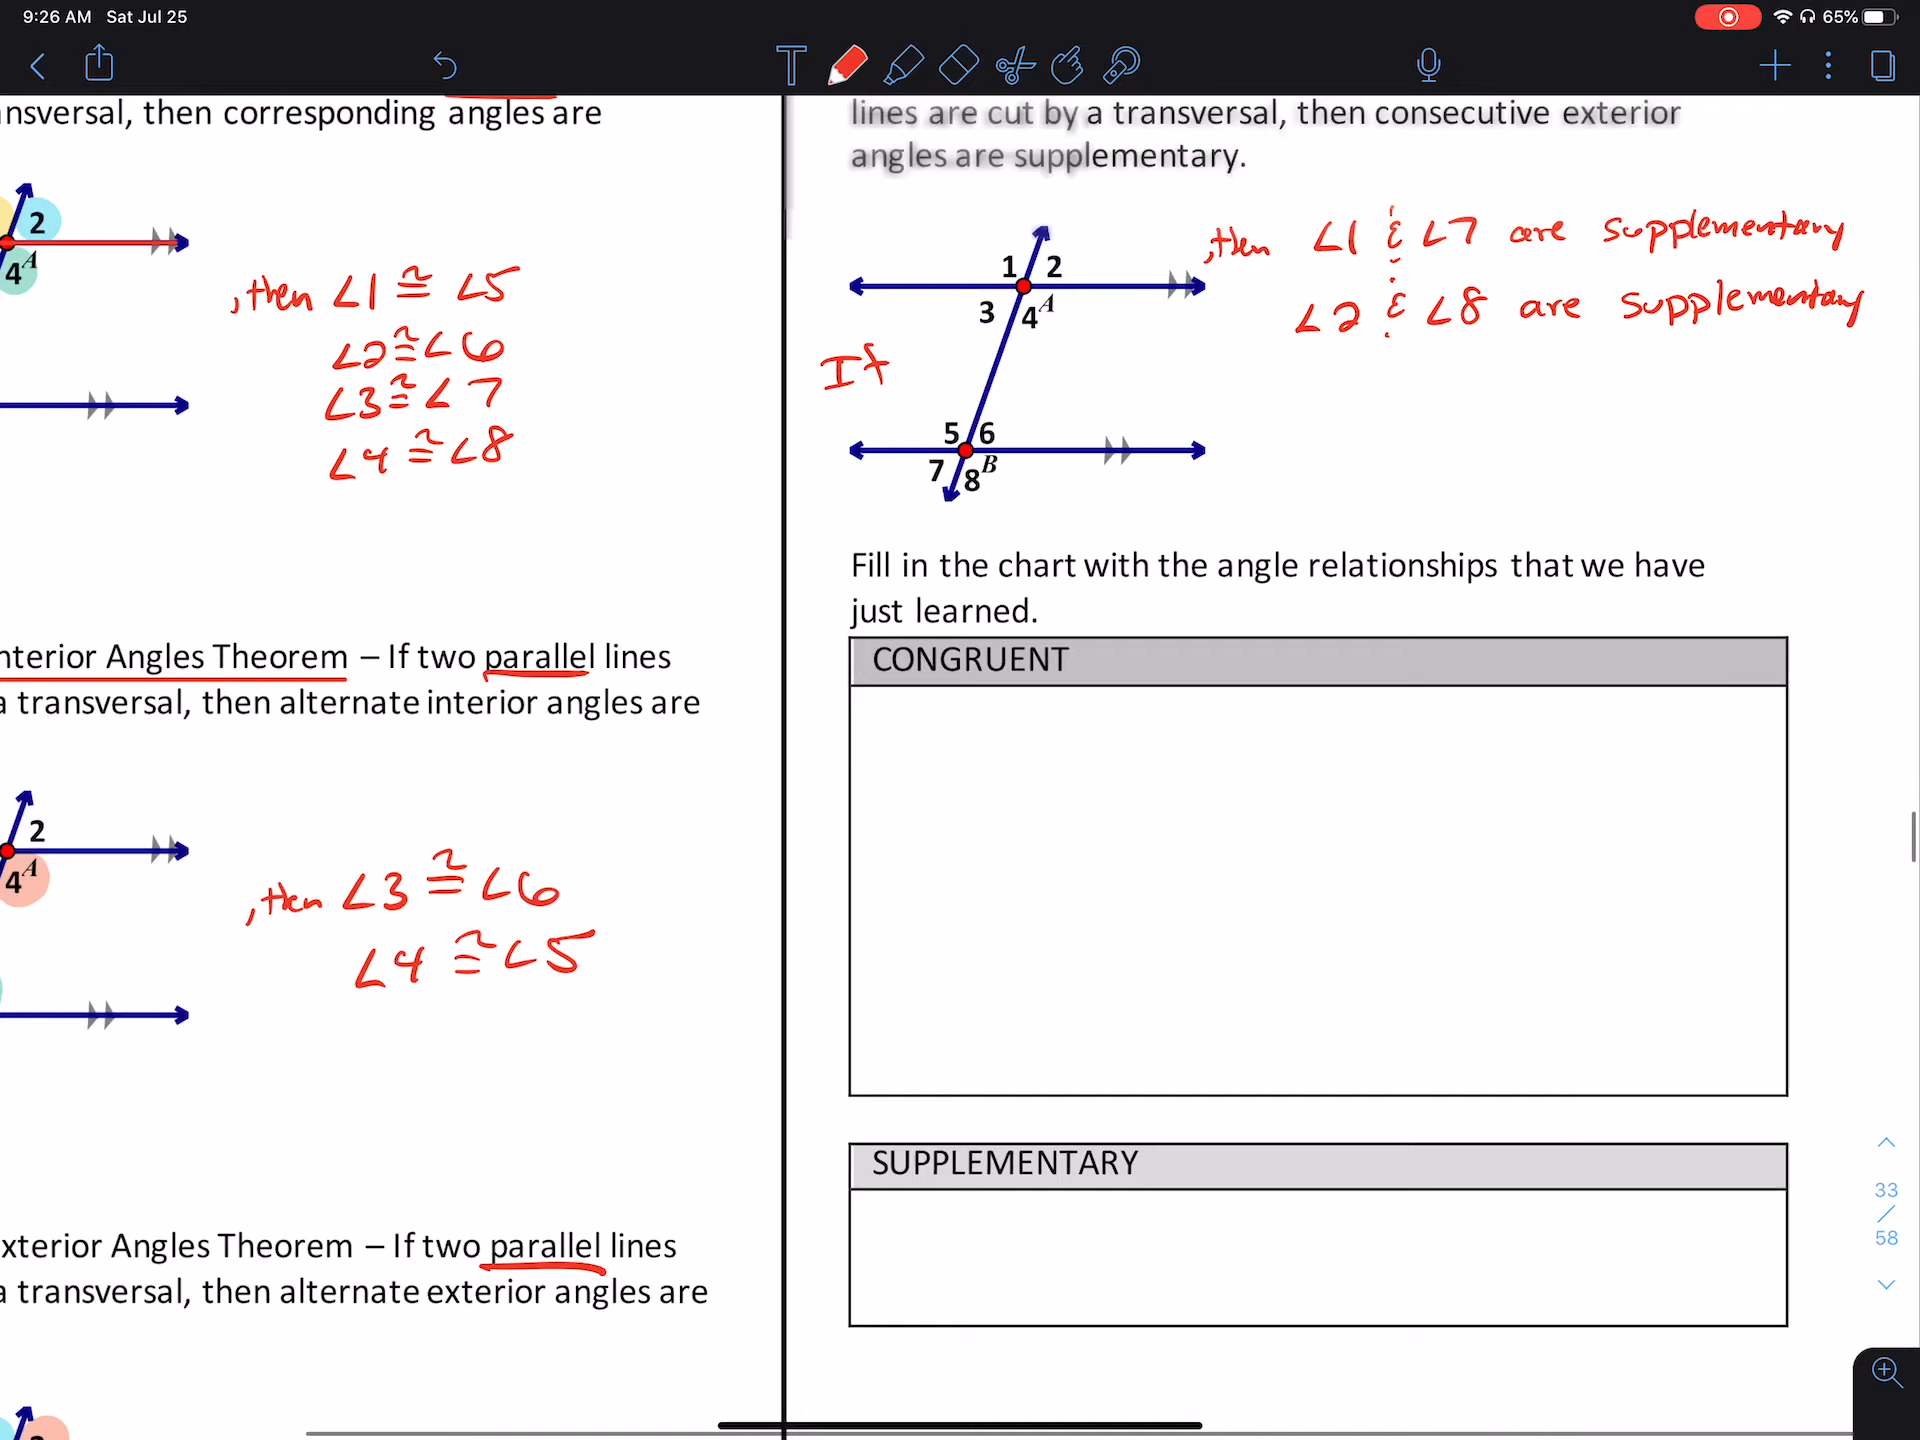 9:26 AM Sat Jul 25
65%
nsversal, then corresponding angles are
2
4 A
, then ∠1 ≅ ∠5
∠2 ≅ ∠6
∠3 ≅ ∠7
∠4 ≅ ∠8
nterior Angles Theorem – If two parallel lines
a transversal, then alternate interior angles are
2
4 A
, then ∠3 ≅ ∠6
∠4 ≅ ∠5
xterior Angles Theorem – If two parallel lines
a transversal, then alternate exterior angles are
lines are cut by a transversal, then consecutive exterior
angles are supplementary.
, then ∠1 & ∠7 are supplementary
∠2 & ∠8 are supplementary
1 2
3 4 A
If
5 6
7 8 B
Fill in the chart with the angle relationships that we have
just learned.
CONGRUENT
SUPPLEMENTARY
33
/
58